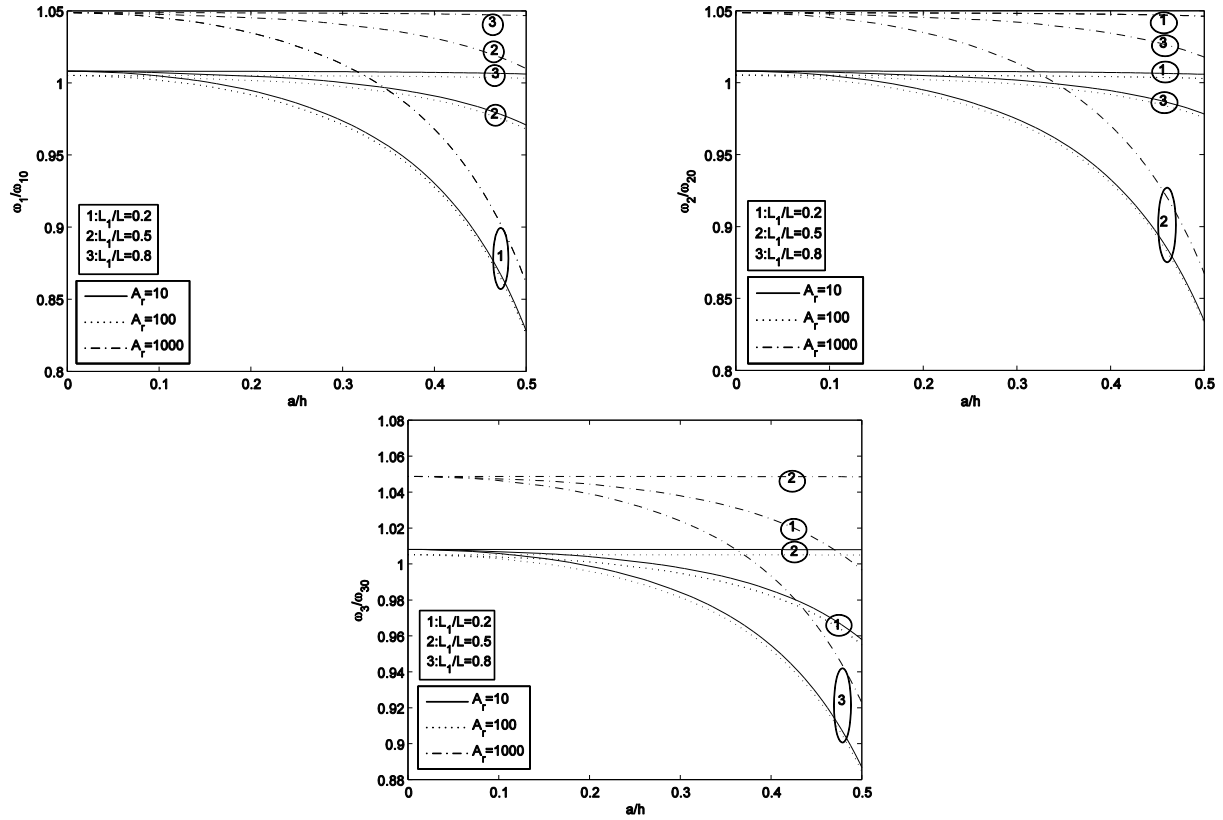 1.05
1
0.95
0.9
0.85
0.8
ω1/ω10
0 0.1 0.2 0.3 0.4 0.5
a/h
3
2
3
2
1
1:L1/L=0.2
2:L1/L=0.5
3:L1/L=0.8
Ar=10
Ar=100
Ar=1000
1.05
1
0.95
0.9
0.85
0.8
ω2/ω20
0 0.1 0.2 0.3 0.4 0.5
a/h
1
3
1
3
2
1:L1/L=0.2
2:L1/L=0.5
3:L1/L=0.8
Ar=10
Ar=100
Ar=1000
1.08
1.06
1.04
1.02
1
0.98
0.96
0.94
0.92
0.9
0.88
ω3/ω30
0 0.1 0.2 0.3 0.4 0.5
a/h
2
1
2
1
3
1:L1/L=0.2
2:L1/L=0.5
3:L1/L=0.8
Ar=10
Ar=100
Ar=1000